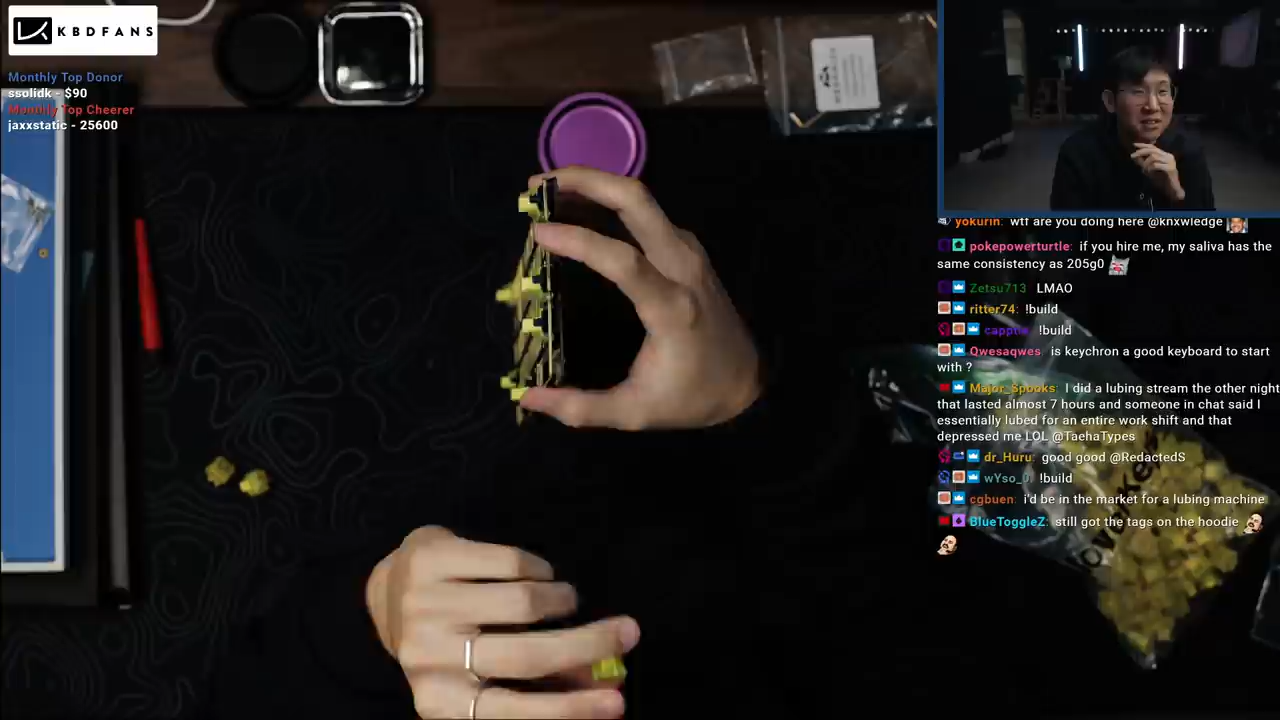 KBDFANS
Monthly Top Donor
ssolidk - $90
Monthly Top Cheerer
jaxxstatic - 25600
yokurin: wtf are you doing here @knxwledge
pokepowerturtle: if you hire me, my saliva has the
same consistency as 205g0
Zetsu713 LMAO
ritter74: !build
!build
Qwesaqwes is keychron a good keyboard to start
with ?
Major_Spooks: I did a lubing stream the other night
that lasted almost 7 hours and someone in chat said I
essentially lubed for an entire work shift and that
depressed me LOL @TaehaTypes
dr_Huru: good good @RedactedS
!build
cgbuen: i'd be in the market for a lubing machine
BlueToggleZ: still got the tags on the hoodie